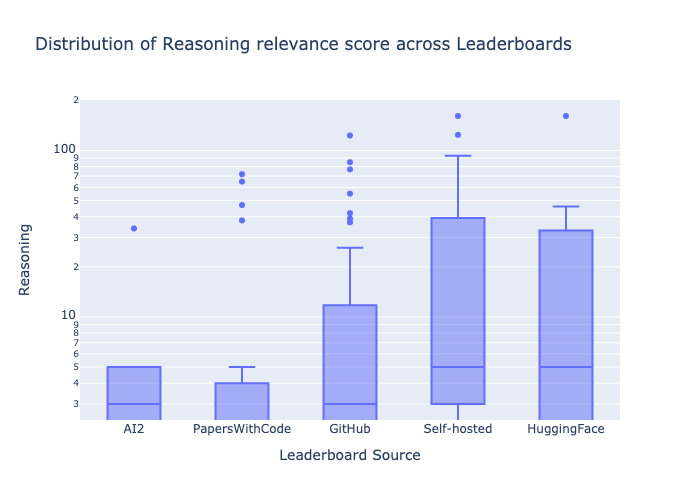 Distribution of Reasoning relevance score across Leaderboards
2
100
9
8
7
6
5
4
3
2
10
9
8
7
6
5
4
3
Reasoning
AI2
PapersWithCode
GitHub
Self-hosted
HuggingFace
Leaderboard Source